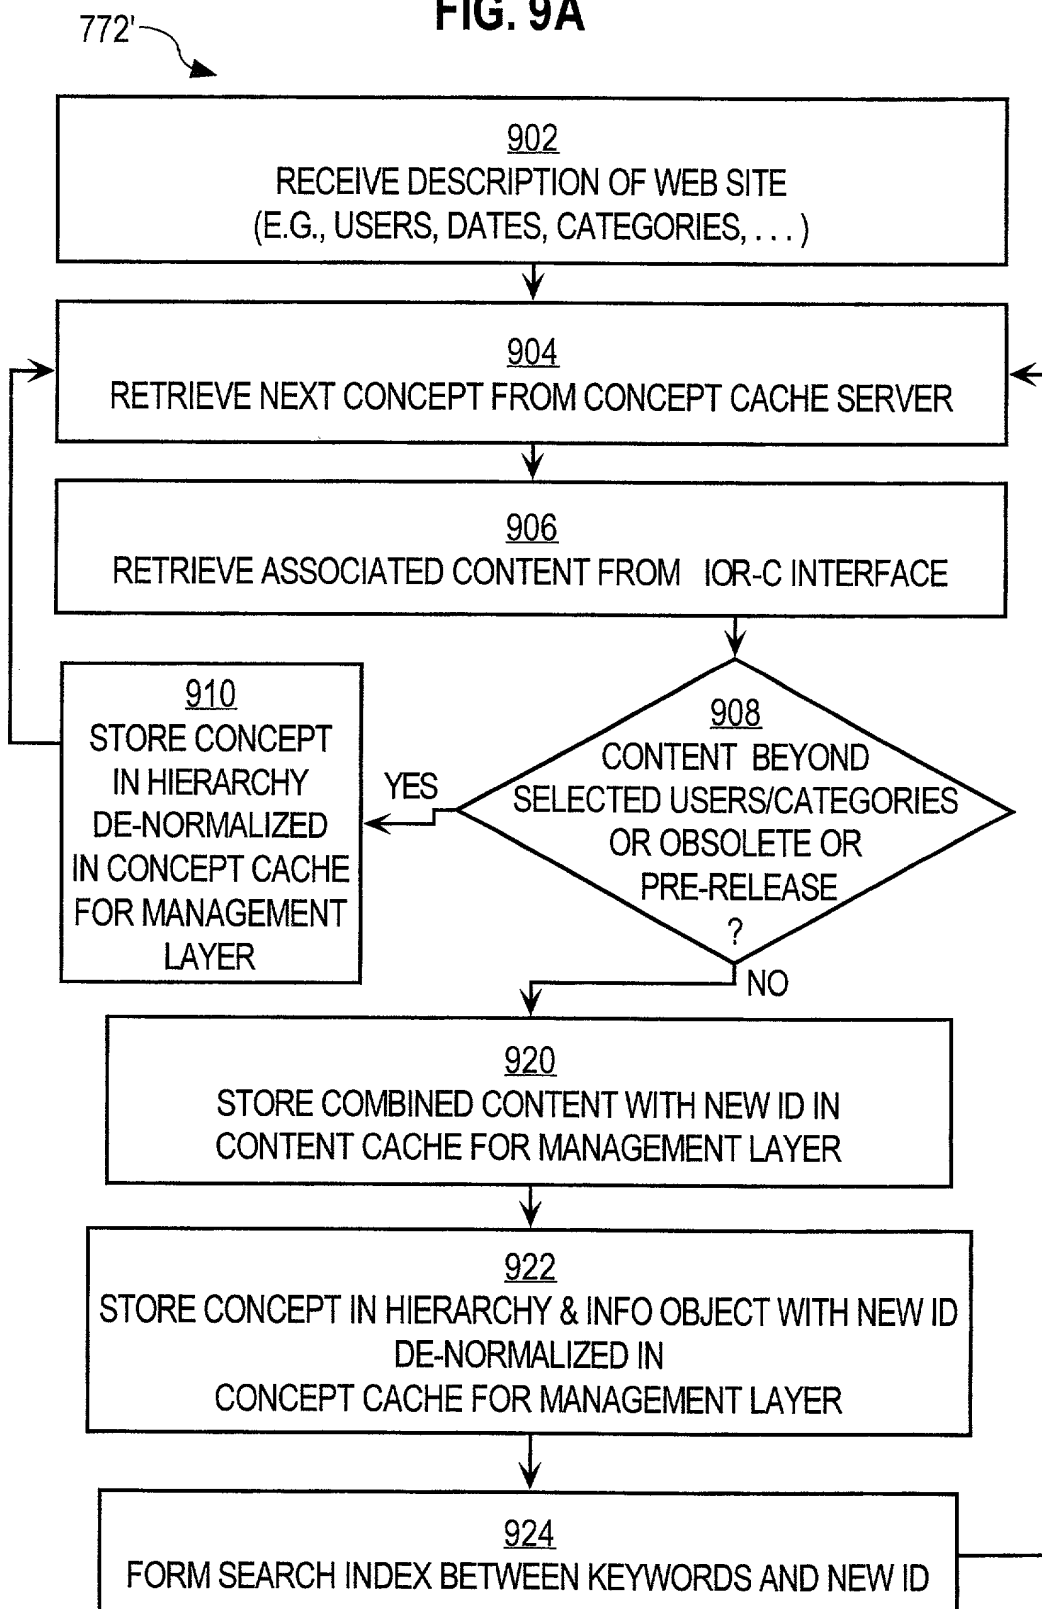 FIG. 9A
772'
902
RECEIVE DESCRIPTION OF WEB SITE
(E.G., USERS, DATES, CATEGORIES, . . . )
904
RETRIEVE NEXT CONCEPT FROM CONCEPT CACHE SERVER
906
RETRIEVE ASSOCIATED CONTENT FROM IOR-C INTERFACE
908
CONTENT BEYOND
SELECTED USERS/CATEGORIES
OR OBSOLETE OR
PRE-RELEASE
?
YES
910
STORE CONCEPT
IN HIERARCHY
DE-NORMALIZED
IN CONCEPT CACHE
FOR MANAGEMENT
LAYER
NO
920
STORE COMBINED CONTENT WITH NEW ID IN
CONTENT CACHE FOR MANAGEMENT LAYER
922
STORE CONCEPT IN HIERARCHY & INFO OBJECT WITH NEW ID
DE-NORMALIZED IN
CONCEPT CACHE FOR MANAGEMENT LAYER
924
FORM SEARCH INDEX BETWEEN KEYWORDS AND NEW ID